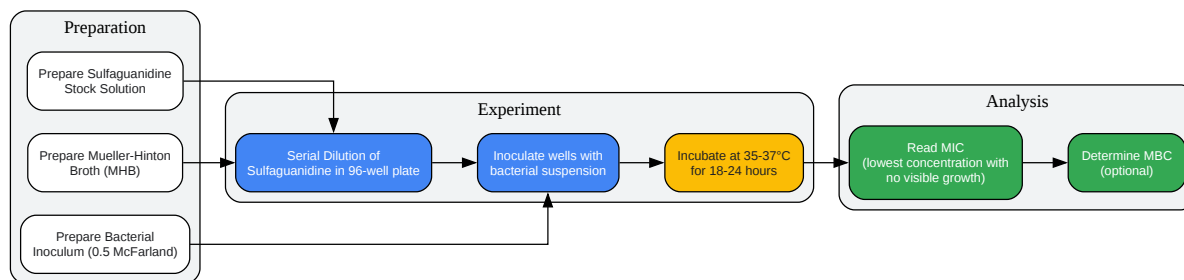 Preparation
Prepare Sulfaguanidine
Stock Solution
Prepare Mueller-Hinton
Broth (MHB)
Prepare Bacterial
Inoculum (0.5 McFarland)
Experiment
Serial Dilution of
Sulfaguanidine in 96-well plate
Inoculate wells with
bacterial suspension
Incubate at 35-37°C
for 18-24 hours
Analysis
Read MIC
(lowest concentration with
no visible growth)
Determine MBC
(optional)